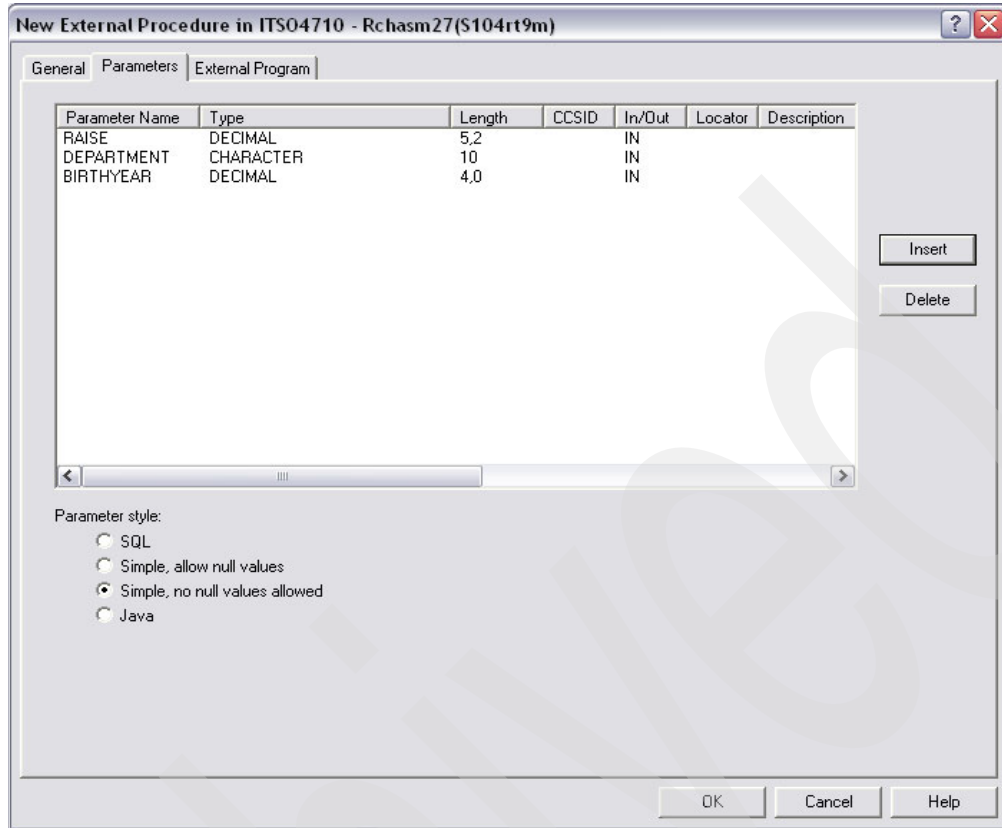 New External Procedure in ITSO4710 - Rchasm27(S104rt9m)
General Parameters External Program
Parameter Name Type Length CCSID In/Out Locator Description
RAISE DECIMAL 5,2 IN
DEPARTMENT CHARACTER 10 IN
BIRTHYEAR DECIMAL 4,0 IN
Insert
Delete
Parameter style:
SQL
Simple, allow null values
Simple, no null values allowed
Java
OK Cancel Help